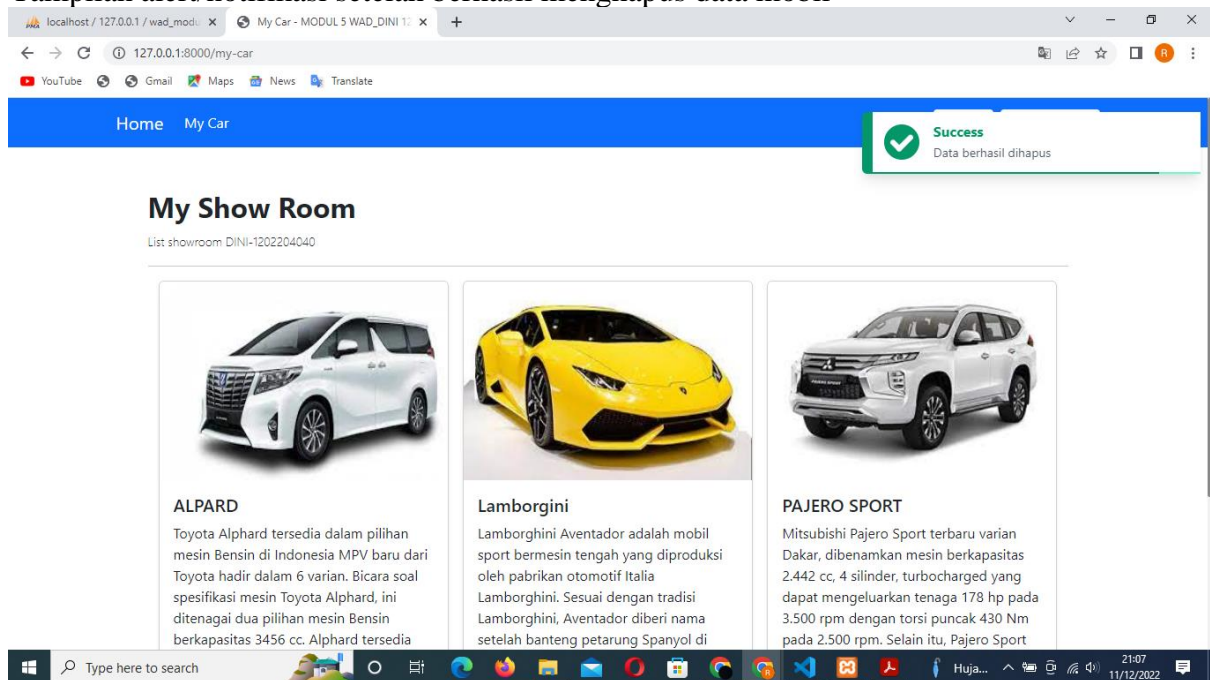 Tampilan alert/notifikasi setelah berhasil menghapus data mobil
localhost / 127.0.0.1 / wad_modu
My Car - MODUL 5 WAD_DINI 12
127.0.0.1:8000/my-car
YouTube Gmail Maps News Translate
Home My Car
Success
Data berhasil dihapus
My Show Room
List showroom DINI-1202204040
ALPARD
Toyota Alphard tersedia dalam pilihan
mesin Bensin di Indonesia MPV baru dari
Toyota hadir dalam 6 varian. Bicara soal
spesifikasi mesin Toyota Alphard, ini
ditenagai dua pilihan mesin Bensin
berkapasitas 3456 cc. Alphard tersedia
Lamborgini
Lamborghini Aventador adalah mobil
sport bermesin tengah yang diproduksi
oleh pabrikan otomotif Italia
Lamborghini. Sesuai dengan tradisi
Lamborghini, Aventador diberi nama
setelah banteng petarung Spanyol di
PAJERO SPORT
Mitsubishi Pajero Sport terbaru varian
Dakar, dibenamkan mesin berkapasitas
2.442 cc, 4 silinder, turbocharged yang
dapat mengeluarkan tenaga 178 hp pada
3.500 rpm dengan torsi puncak 430 Nm
pada 2.500 rpm. Selain itu, Pajero Sport
Type here to search
Huja...
21:07
11/12/2022